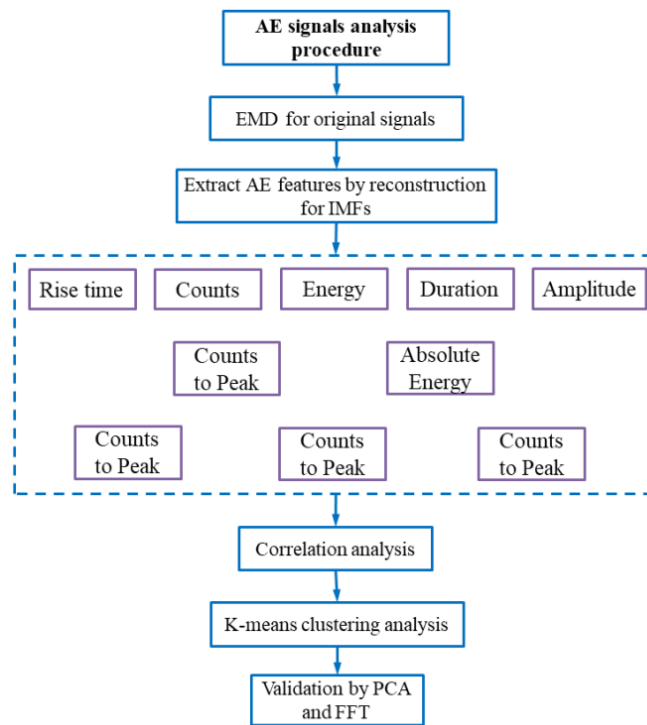 AE signals analysis
procedure
EMD for original signals
Extract AE features by reconstruction
for IMFs
Rise time
Counts
Energy
Duration
Amplitude
Counts
to Peak
Absolute
Energy
Counts
to Peak
Counts
to Peak
Counts
to Peak
Correlation analysis
K-means clustering analysis
Validation by PCA
and FFT